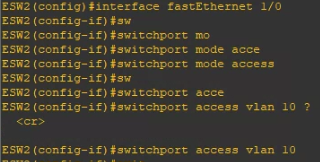 ESW2(config)#interface fastEthernet 1/0
ESW2(config-if)#sw
ESW2(config-if)#switchport mo
ESW2(config-if)#switchport mode acce
ESW2(config-if)#switchport mode access
ESW2(config-if)#sw
ESW2(config-if)#switchport acce
ESW2(config-if)#switchport access vlan 10 ?
<cr>
ESW2(config-if)#switchport access vlan 10